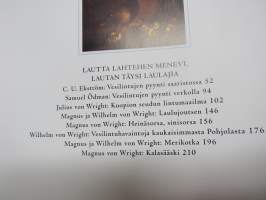 LAUTTA LAHTEHEN MENEVI,
LAUTAN TÄYSI LAULAJIA
C. U. Ekström: Vesilintujen pyynti saaristossa 52
Samuel Ödman: Vesilintujen pyynti verkolla 94
Julius von Wright: Kuopion seudun lintumaailma 102
Magnus von Wright: Laulujoutsen 146
Magnus von Wright: Heinäsorsa, sinisorsa 156
Wilhelm von Wright: Vesilintuhavaintoja kaukaisimmasta Pohjolasta 176
Magnus ja Wilhelm von Wright: Merikotka 196
Magnus von Wright: Kalasääski 210